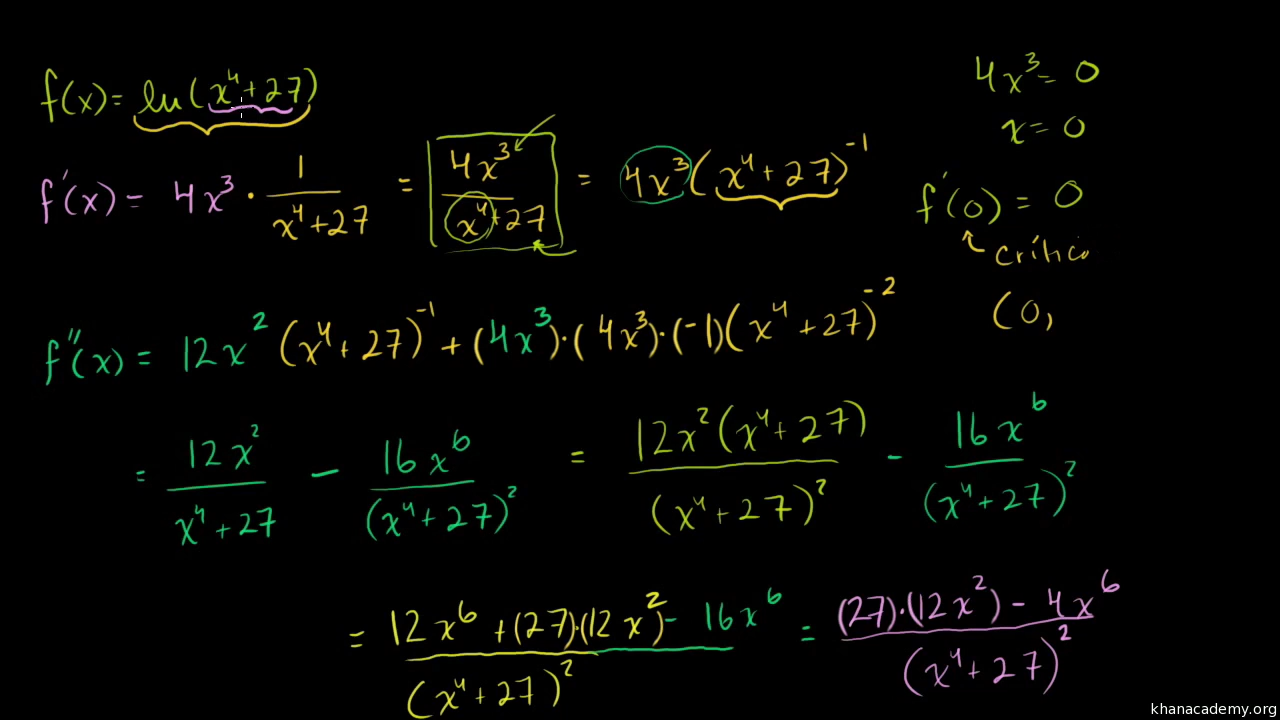 f(x) = ln(x⁴+27)
f'(x) = 4x³ · 1/(x⁴+27) = 4x³/(x⁴+27) = 4x³(x⁴+27)⁻¹
4x³ = 0
x = 0
f'(0) = 0
crítico
(0,
f''(x) = 12x²(x⁴+27)⁻¹ + (4x³)·(4x³)·(-1)(x⁴+27)⁻²
= 12x²/(x⁴+27) - 16x⁶/(x⁴+27)² = 12x²(x⁴+27)/(x⁴+27)² - 16x⁶/(x⁴+27)²
= (12x⁶+(27)·(12x²)-16x⁶)/(x⁴+27)² = ((27)·(12x²)-4x⁶)/(x⁴+27)²
khanacademy.org